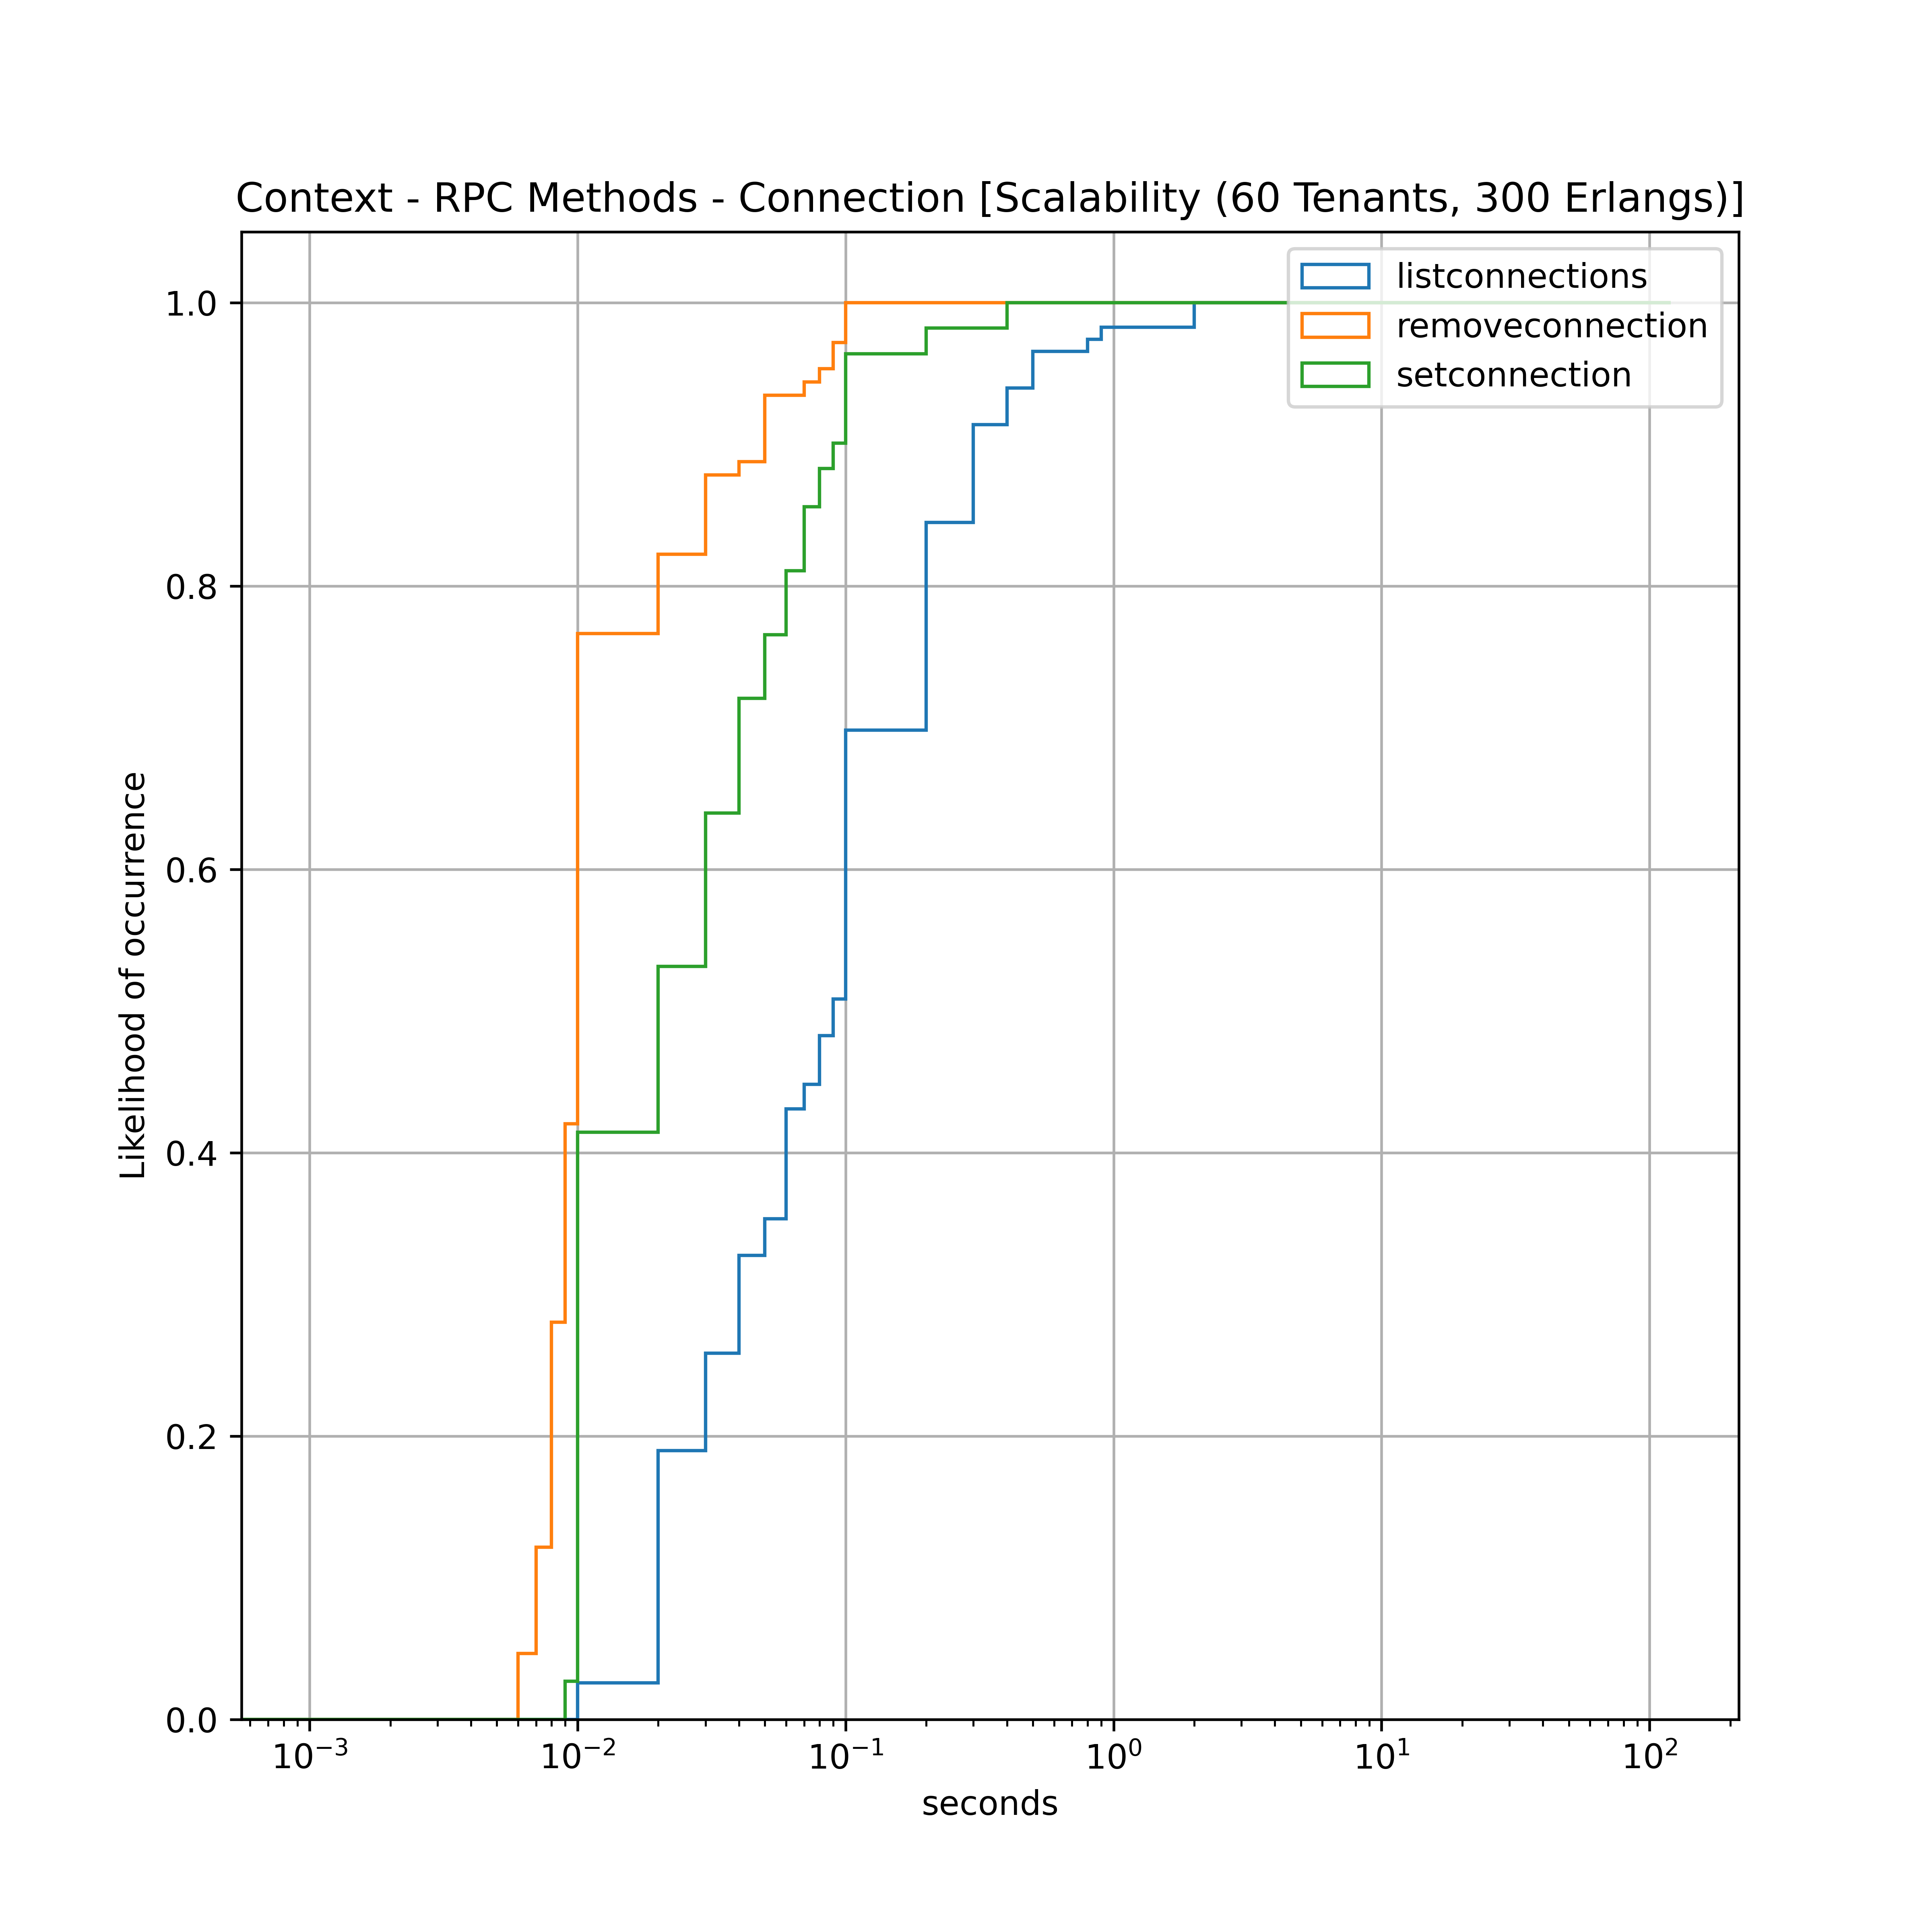 Context - RPC Methods - Connection [Scalability (60 Tenants, 300 Erlangs)]
listconnections
removeconnection
setconnection
Likelihood of occurrence
1.0
0.8
0.6
0.4
0.2
0.0
10⁻³ 10⁻² 10⁻¹ 10⁰ 10¹ 10²
seconds